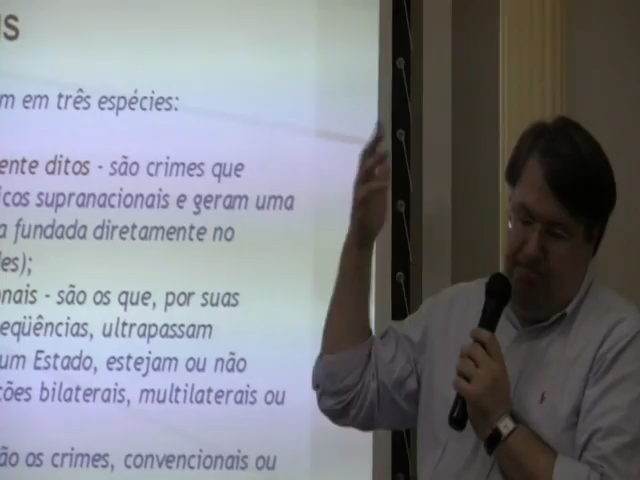 m em três espécies:
ente ditos - são crimes que
icos supranacionais e geram uma
a fundada diretamente no
es);
nais - são os que, por suas
eqüências, ultrapassam
um Estado, estejam ou não
ções bilaterais, multilaterais ou
ão os crimes, convencionais ou